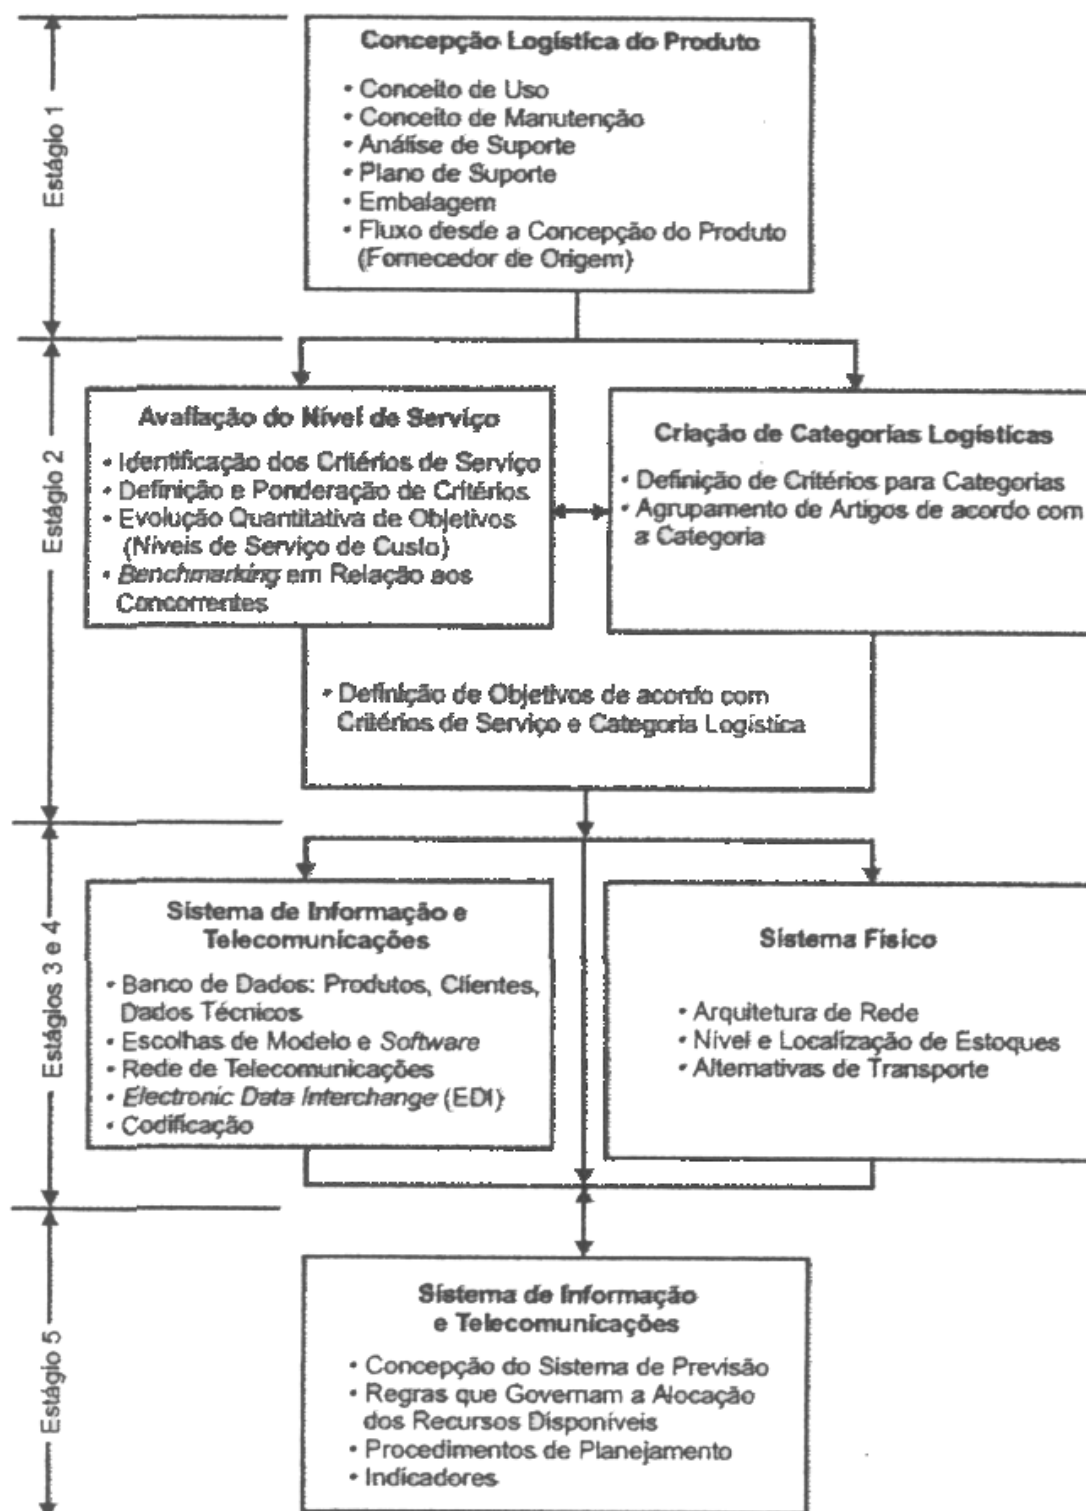 Estágio 1
Concepção Logística do Produto
• Conceito de Uso
• Conceito de Manutenção
• Análise de Suporte
• Plano de Suporte
• Embalagem
• Fluxo desde a Concepção do Produto
(Fornecedor de Origem)
Estágio 2
Avaliação do Nível de Serviço
• Identificação dos Critérios de Serviço
• Definição e Ponderação de Critérios
• Evolução Quantitativa de Objetivos
(Níveis de Serviço de Custo)
• Benchmarking em Relação aos
Concorrentes
Criação de Categorias Logísticas
• Definição de Critérios para Categorias
• Agrupamento de Artigos de acordo com
a Categoria
• Definição de Objetivos de acordo com
Critérios de Serviço e Categoria Logística
Estágios 3 e 4
Sistema de Informação e
Telecomunicações
• Banco de Dados: Produtos, Clientes,
Dados Técnicos
• Escolhas de Modelo e Software
• Rede de Telecomunicações
• Electronic Data Interchange (EDI)
• Codificação
Sistema Físico
• Arquitetura de Rede
• Nível e Localização de Estoques
• Alternativas de Transporte
Estágio 5
Sistema de Informação
e Telecomunicações
• Concepção do Sistema de Previsão
• Regras que Governam a Alocação
dos Recursos Disponíveis
• Procedimentos de Planejamento
• Indicadores